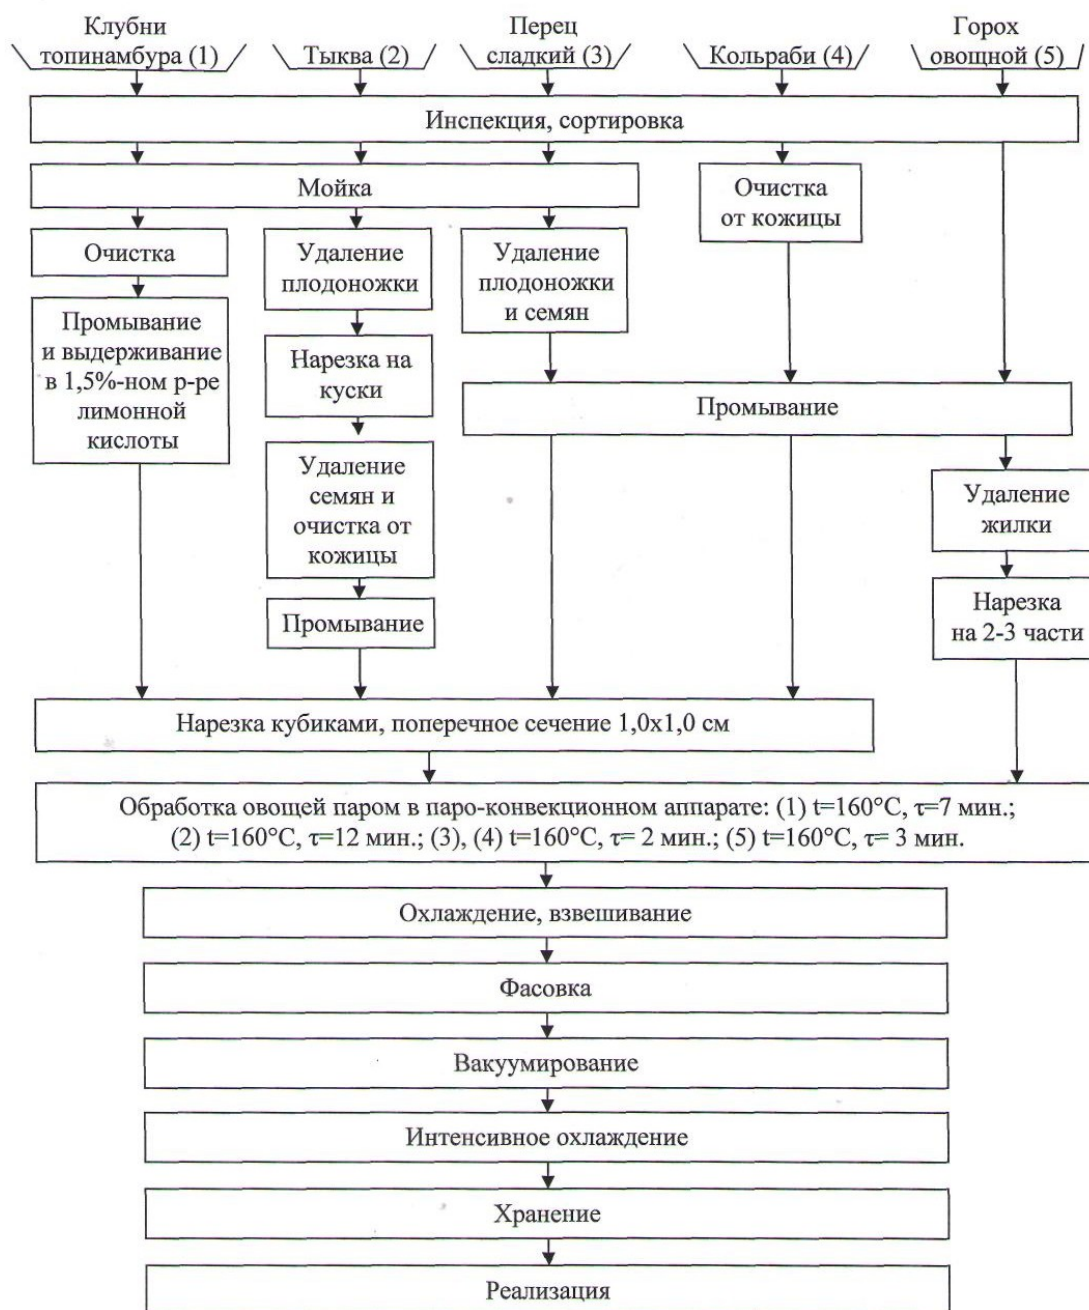 Клубни
топинамбура (1)
Тыква (2)
Перец
сладкий (3)
Кольраби (4)
Горох
овощной (5)
Инспекция, сортировка
Мойка
Очистка
от кожицы
Очистка
Удаление
плодоножки
Удаление
плодоножки
и семян
Промывание
и выдерживание
в 1,5%-ном р-ре
лимонной
кислоты
Нарезка на
куски
Промывание
Удаление
семян и
очистка от
кожицы
Удаление
жилки
Промывание
Нарезка
на 2-3 части
Нарезка кубиками, поперечное сечение 1,0х1,0 см
Обработка овощей паром в паро-конвекционном аппарате: (1) t=160°C, τ=7 мин.;
(2) t=160°C, τ=12 мин.; (3), (4) t=160°C, τ= 2 мин.; (5) t=160°C, τ= 3 мин.
Охлаждение, взвешивание
Фасовка
Вакуумирование
Интенсивное охлаждение
Хранение
Реализация